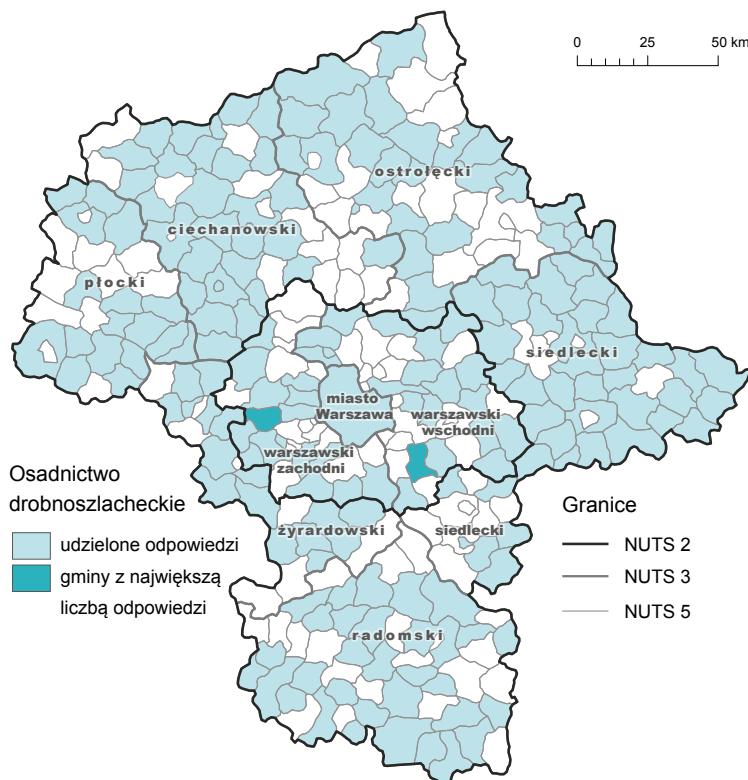 0 25 50 km
ostrołęcki
ciechanowski
płocki
siedlecki
miasto
Warszawa
warszawski
wschodni
warszawski
zachodni
żyrardowski
siedlecki
radomski
Osadnictwo
drobnoszlacheckie
udzielone odpowiedzi
gminy z największą
liczbą odpowiedzi
Granice
NUTS 2
NUTS 3
NUTS 5